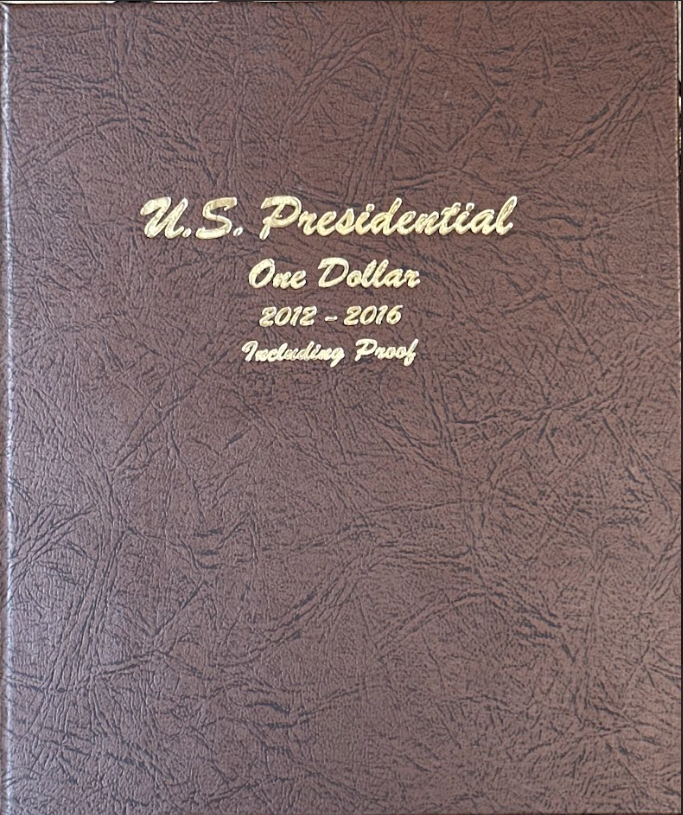 U.S. Presidential
One Dollar
2012 - 2016
Including Proof